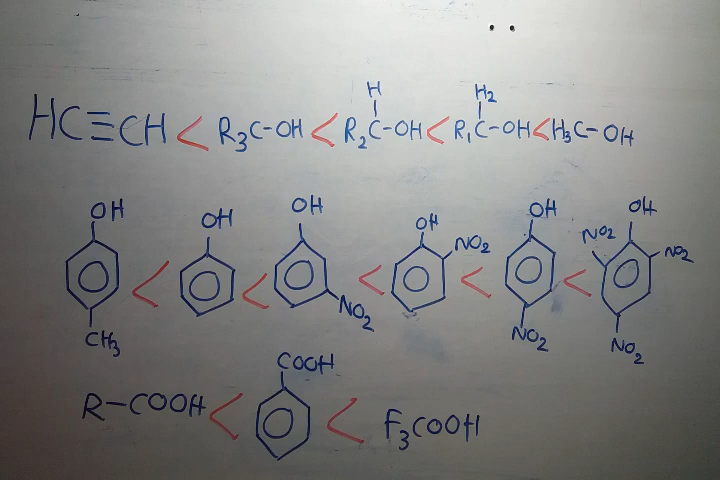 HC≡CH < R₃C-OH < R₂C-OH < R₁C-OH < H₃C-OH
H H₂
OH OH OH OH OH OH
NO₂ NO₂ NO₂
< < < < <
NO₂
CH₃ NO₂ NO₂
COOH
R-COOH < < F₃COOH